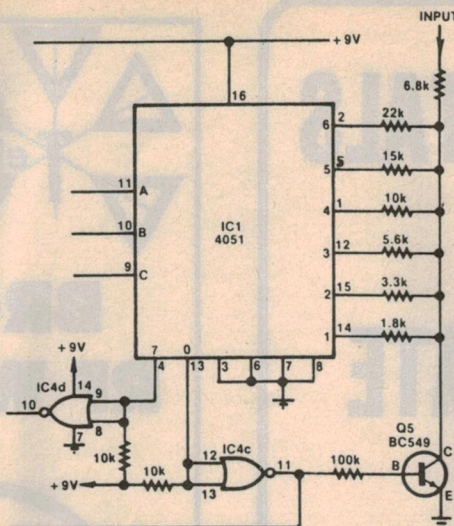 INPUT
+9V
6.8k
16
6 2 22k
5 5 15k
11 A
4 1 10k
10 B
IC1
4051
3 12 5.6k
9 C
2 15 3.3k
1 14 1.8k
7 0
4 13 3 6 7 8
+9V
IC4d 14 9
10
7 8
Q5
BC549
C
IC4c
12 11 100k B
10k 10k
+9V 13
E